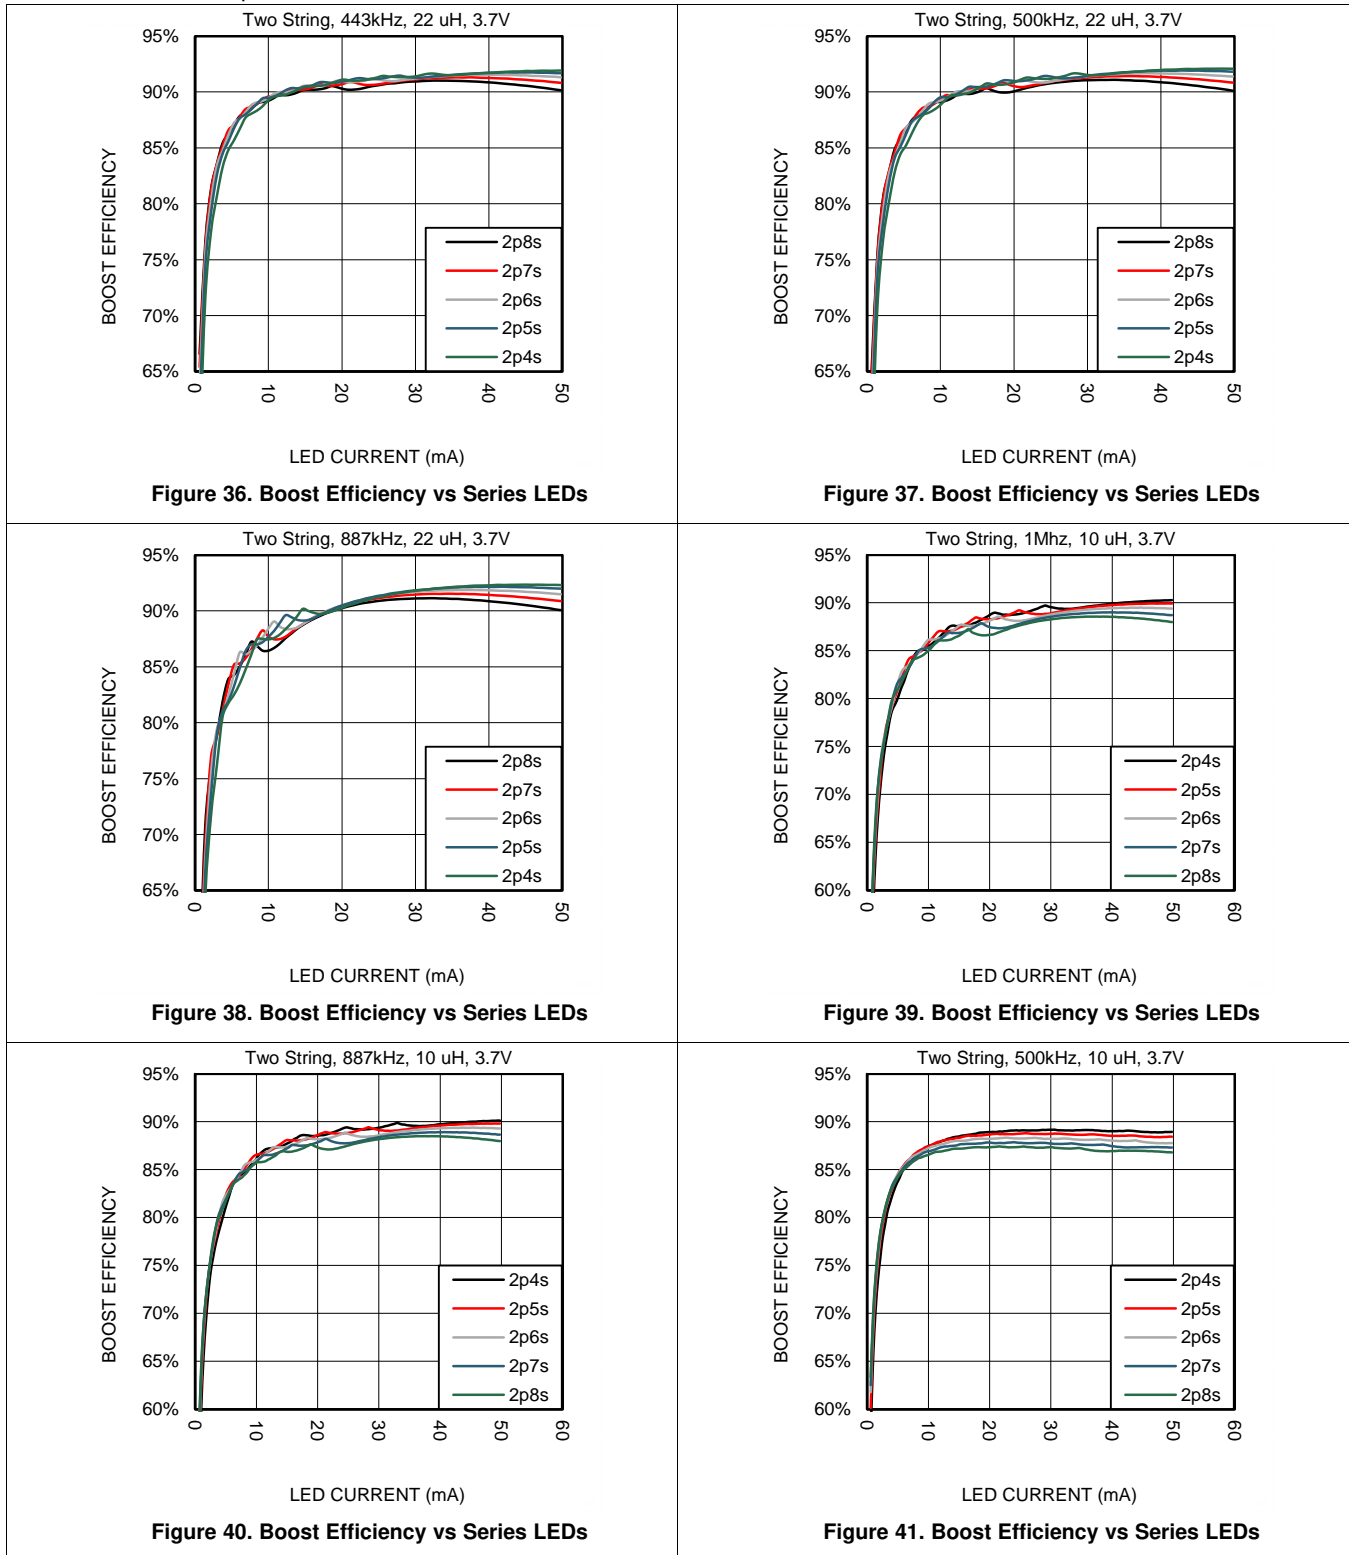 Two String, 443kHz, 22 uH, 3.7V
95%
90%
85%
80%
75%
70%
65%
BOOST EFFICIENCY
2p8s
2p7s
2p6s
2p5s
2p4s
0 10 20 30 40 50
LED CURRENT (mA)
Figure 36. Boost Efficiency vs Series LEDs
Two String, 500kHz, 22 uH, 3.7V
95%
90%
85%
80%
75%
70%
65%
BOOST EFFICIENCY
2p8s
2p7s
2p6s
2p5s
2p4s
0 10 20 30 40 50
LED CURRENT (mA)
Figure 37. Boost Efficiency vs Series LEDs
Two String, 887kHz, 22 uH, 3.7V
95%
90%
85%
80%
75%
70%
65%
BOOST EFFICIENCY
2p8s
2p7s
2p6s
2p5s
2p4s
0 10 20 30 40 50
LED CURRENT (mA)
Figure 38. Boost Efficiency vs Series LEDs
Two String, 1Mhz, 10 uH, 3.7V
95%
90%
85%
80%
75%
70%
65%
60%
BOOST EFFICIENCY
2p4s
2p5s
2p6s
2p7s
2p8s
0 10 20 30 40 50 60
LED CURRENT (mA)
Figure 39. Boost Efficiency vs Series LEDs
Two String, 887kHz, 10 uH, 3.7V
95%
90%
85%
80%
75%
70%
65%
60%
BOOST EFFICIENCY
2p4s
2p5s
2p6s
2p7s
2p8s
0 10 20 30 40 50 60
LED CURRENT (mA)
Figure 40. Boost Efficiency vs Series LEDs
Two String, 500kHz, 10 uH, 3.7V
95%
90%
85%
80%
75%
70%
65%
60%
BOOST EFFICIENCY
2p4s
2p5s
2p6s
2p7s
2p8s
0 10 20 30 40 50 60
LED CURRENT (mA)
Figure 41. Boost Efficiency vs Series LEDs